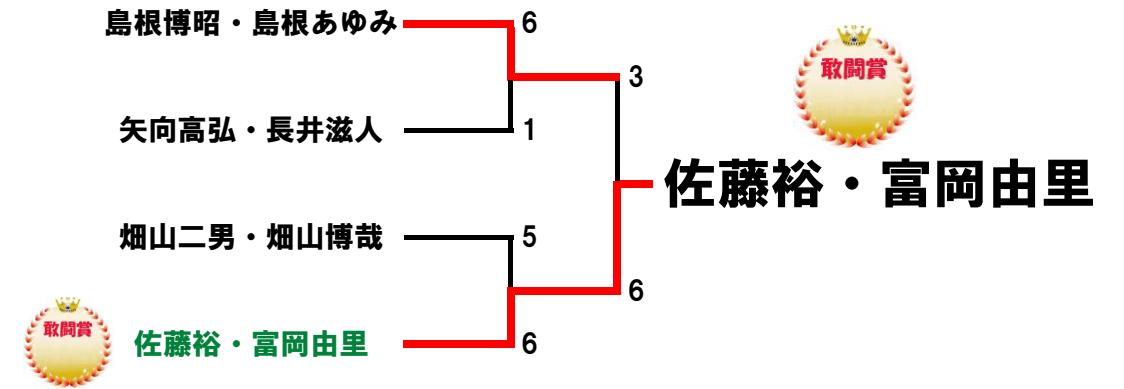 島根博昭・島根あゆみ
6
敢闘賞
3
矢向高弘・長井滋人
1
佐藤裕・富岡由里
畑山二男・畑山博哉
5
6
敢闘賞
佐藤裕・富岡由里
6